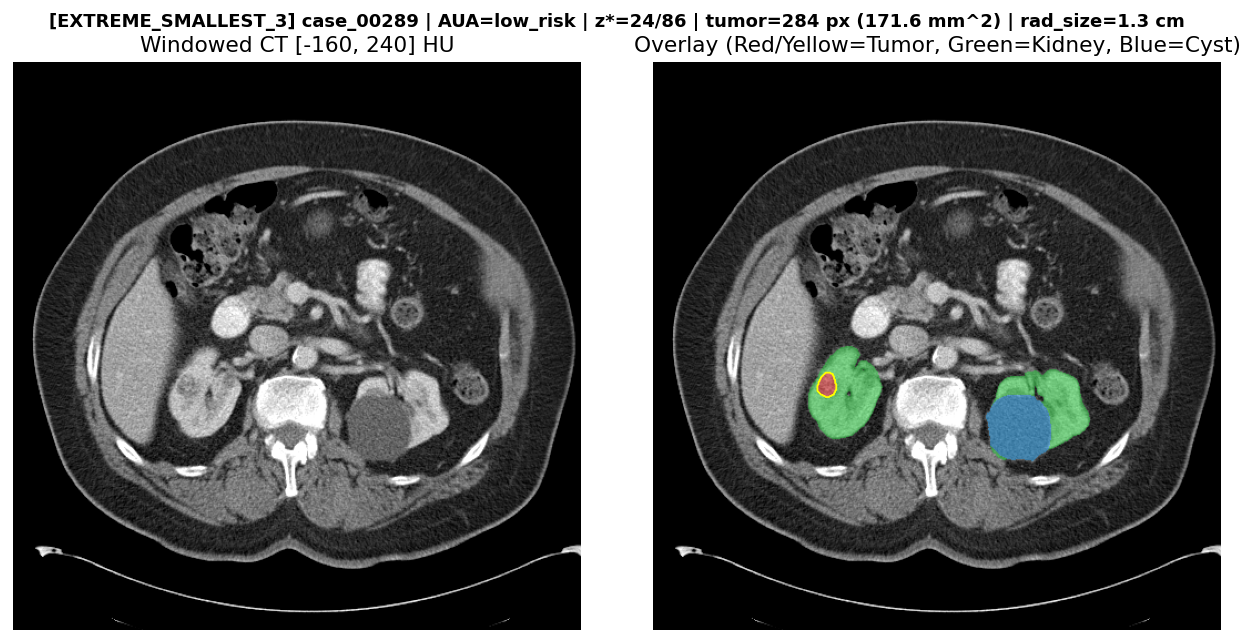 [EXTREME_SMALLEST_3] case_00289 | AUA=low_risk | z*=24/86 | tumor=284 px (171.6 mm^2) | rad_size=1.3 cm
Windowed CT [-160, 240] HU
Overlay (Red/Yellow=Tumor, Green=Kidney, Blue=Cyst)